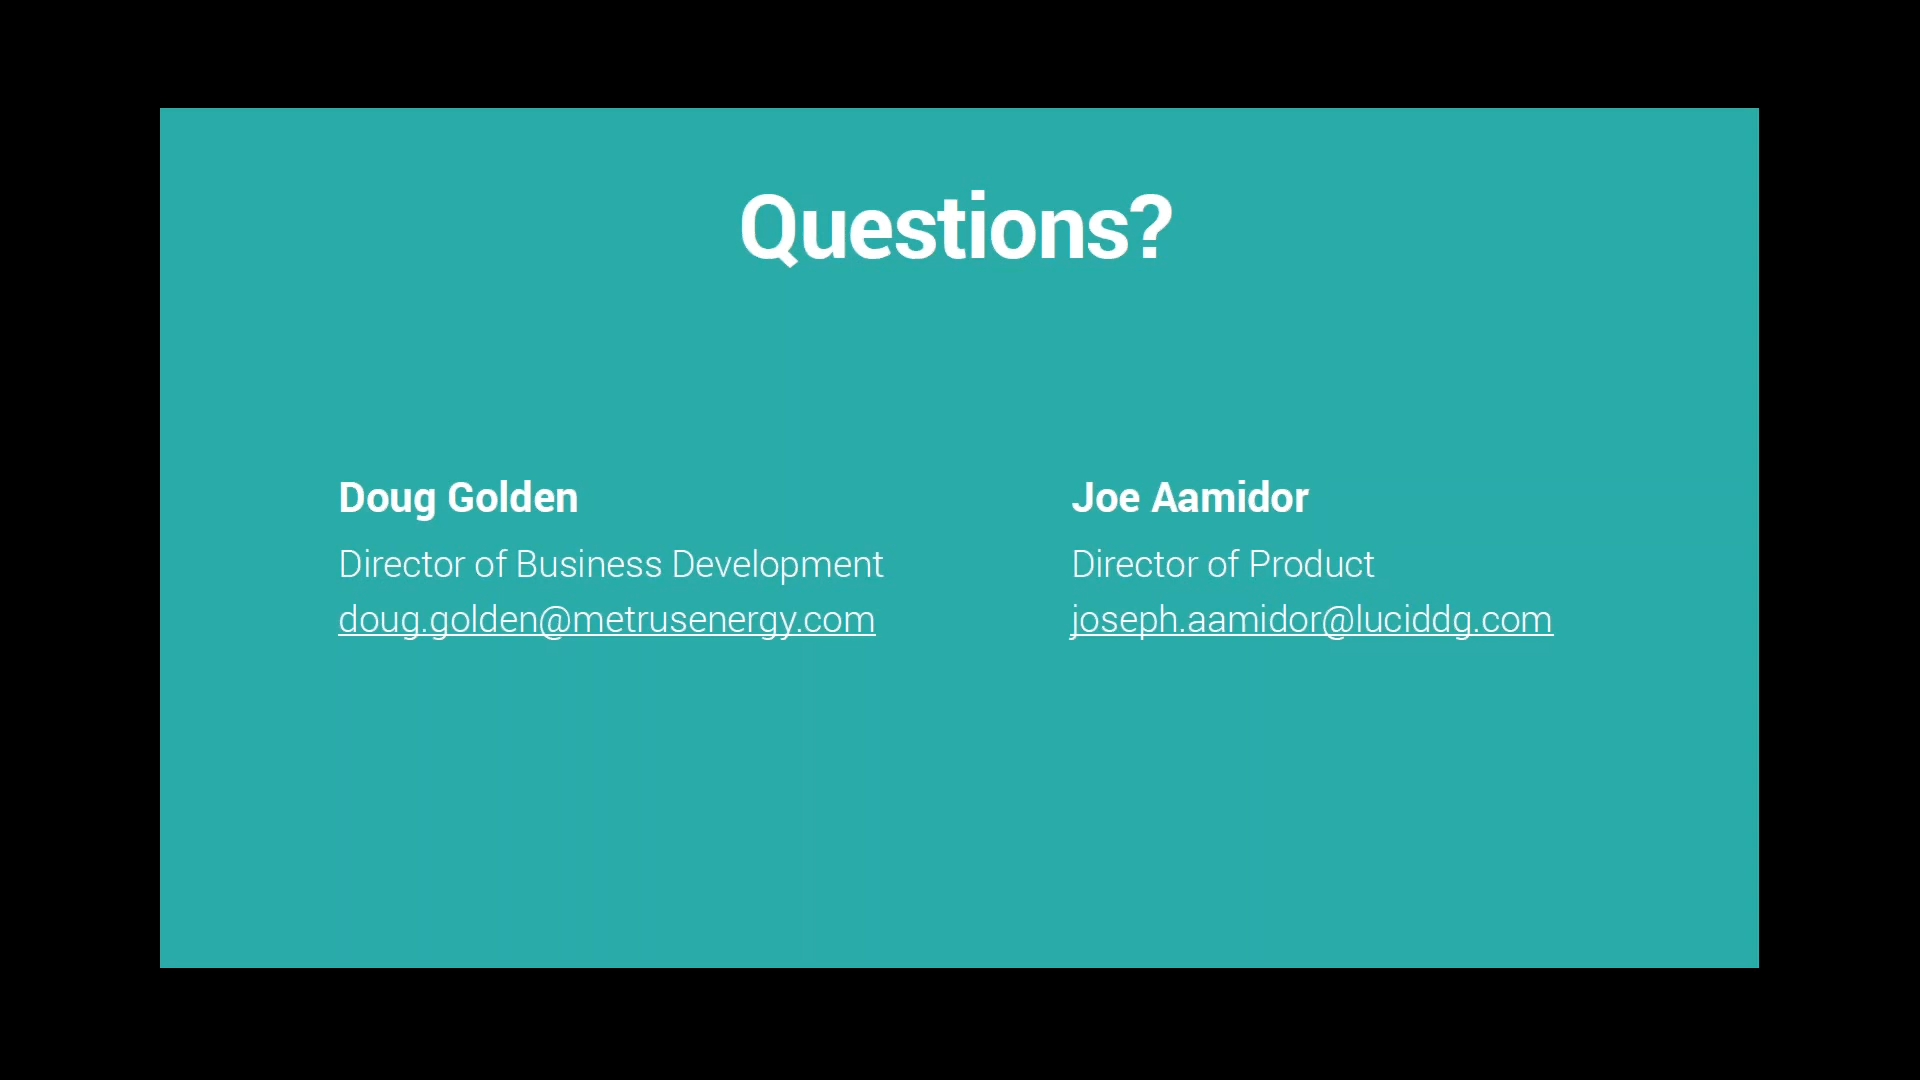 Questions?
Doug Golden
Director of Business Development
doug.golden@metrusenergy.com
Joe Aamidor
Director of Product
joseph.aamidor@luciddg.com